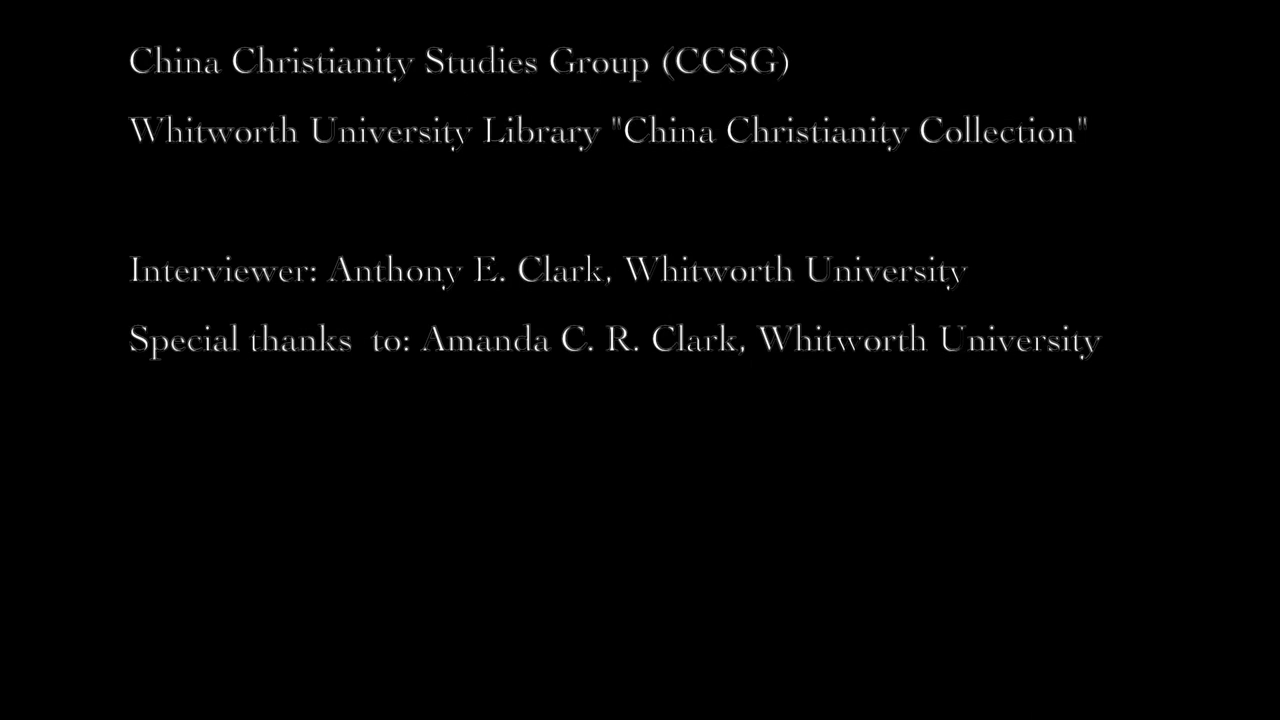 China Christianity Studies Group (CCSG)
Whitworth University Library "China Christianity Collection"
Interviewer: Anthony E. Clark, Whitworth University
Special thanks  to: Amanda C. R. Clark, Whitworth University